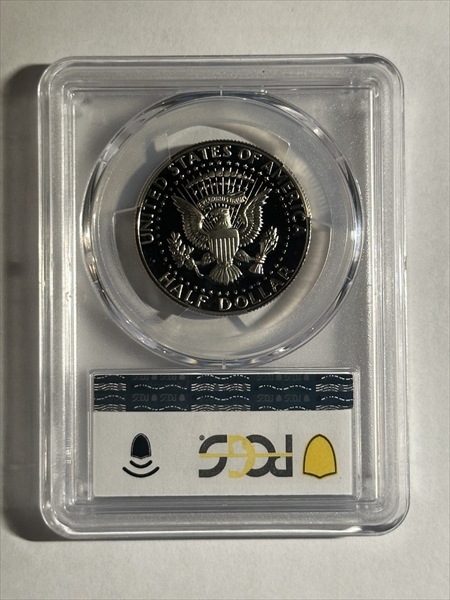 UNITED STATES OF AMERICA
HALF DOLLAR
PCGS